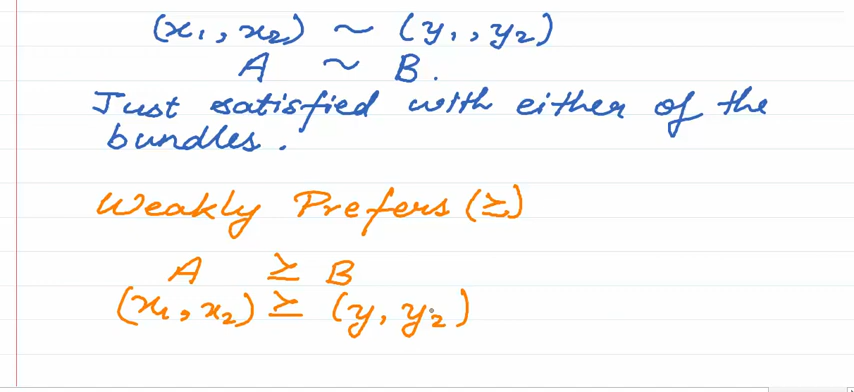 (x₁, x₂) ~ (y₁, y₂)
A ~ B.
Just satisfied with either of the
bundles.
Weakly Prefers (≥)
A ≥ B
(x₁, x₂) ≥ (y, y₂)